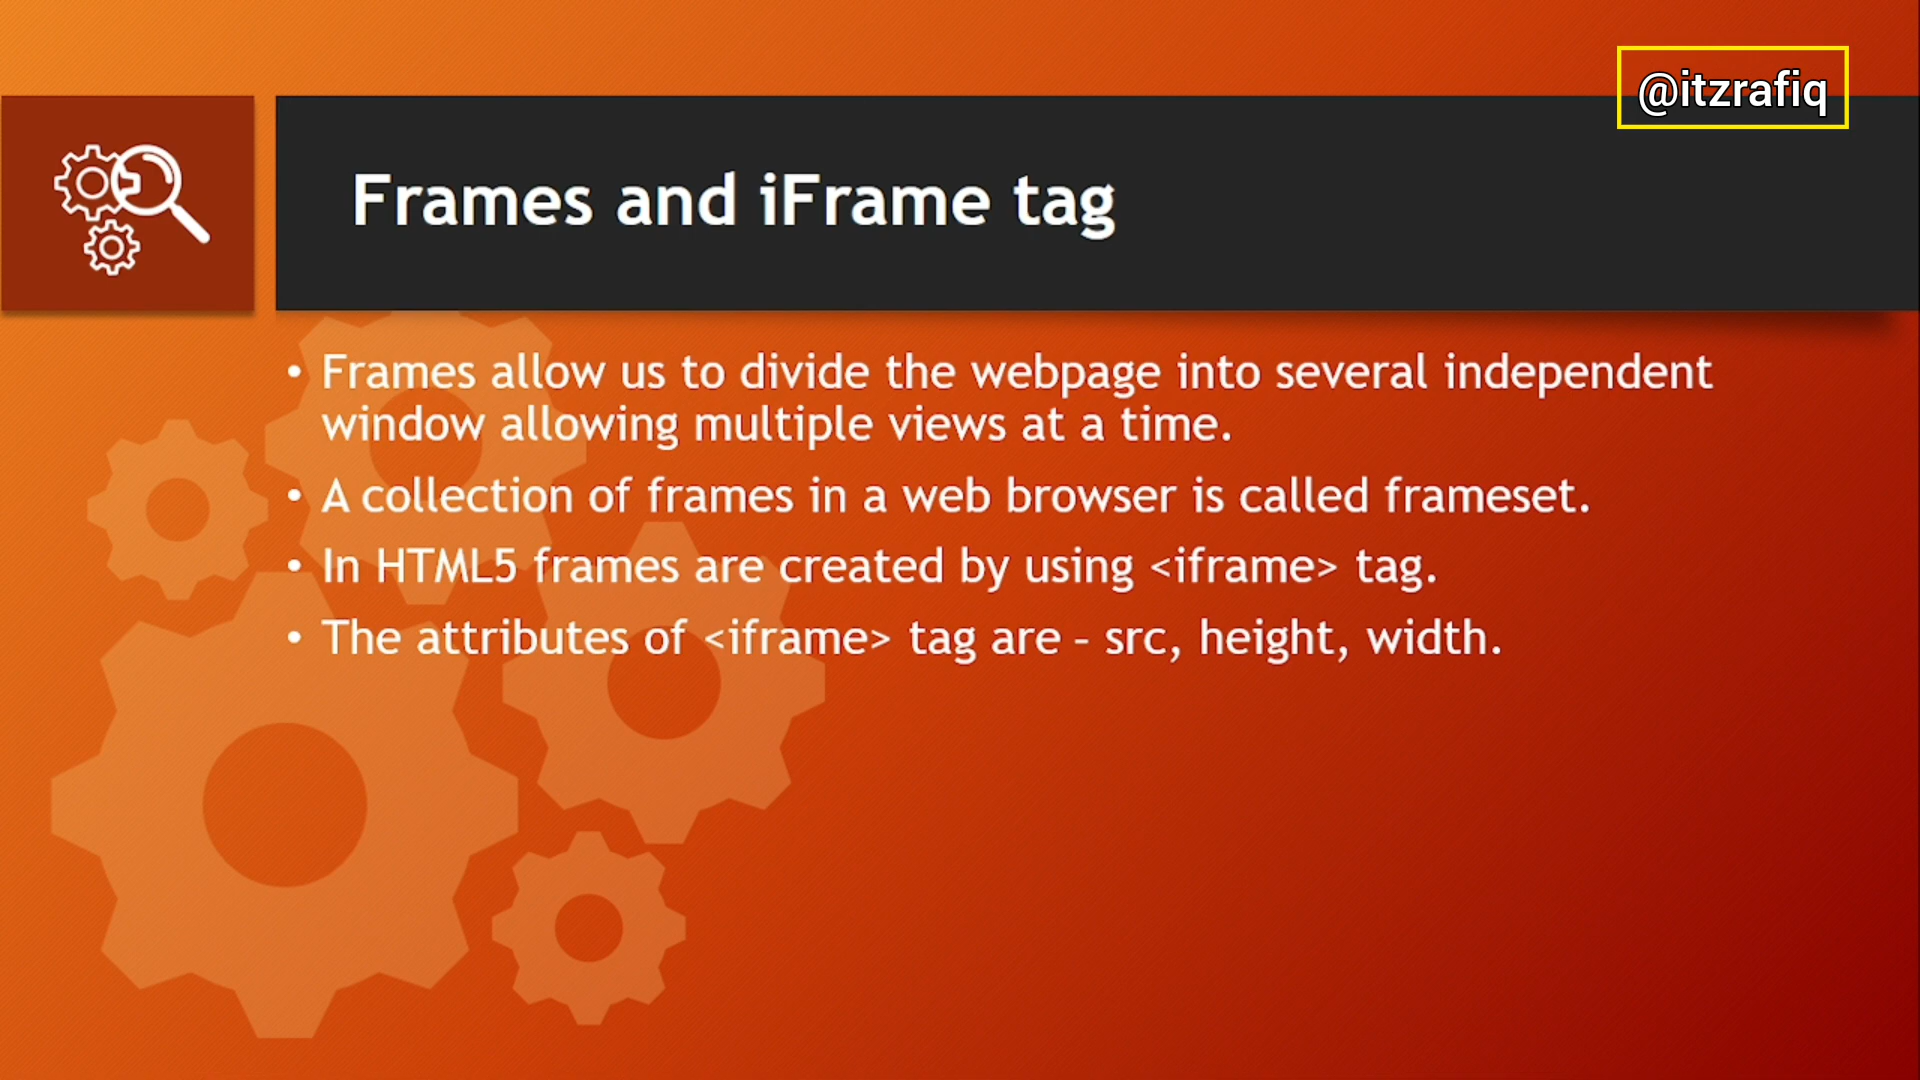 @itzrafiq
Frames and iFrame tag
• Frames allow us to divide the webpage into several independent
window allowing multiple views at a time.
• A collection of frames in a web browser is called frameset.
• In HTML5 frames are created by using <iframe> tag.
• The attributes of <iframe> tag are – src, height, width.